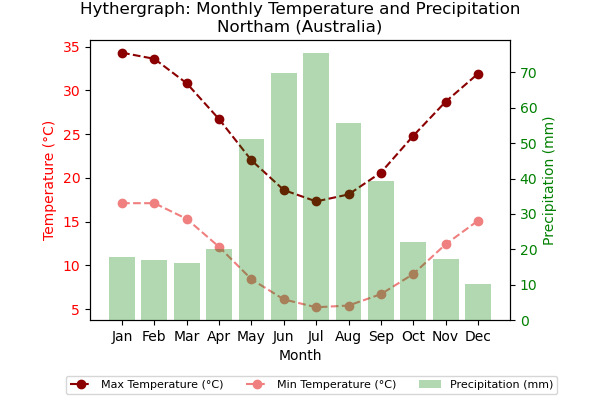 Hythergraph: Monthly Temperature and Precipitation
Northam (Australia)
Temperature (°C)
35
30
25
20
15
10
5
Precipitation (mm)
70
60
50
40
30
20
10
0
Jan Feb Mar Apr May Jun Jul Aug Sep Oct Nov Dec
Month
Max Temperature (°C) Min Temperature (°C) Precipitation (mm)